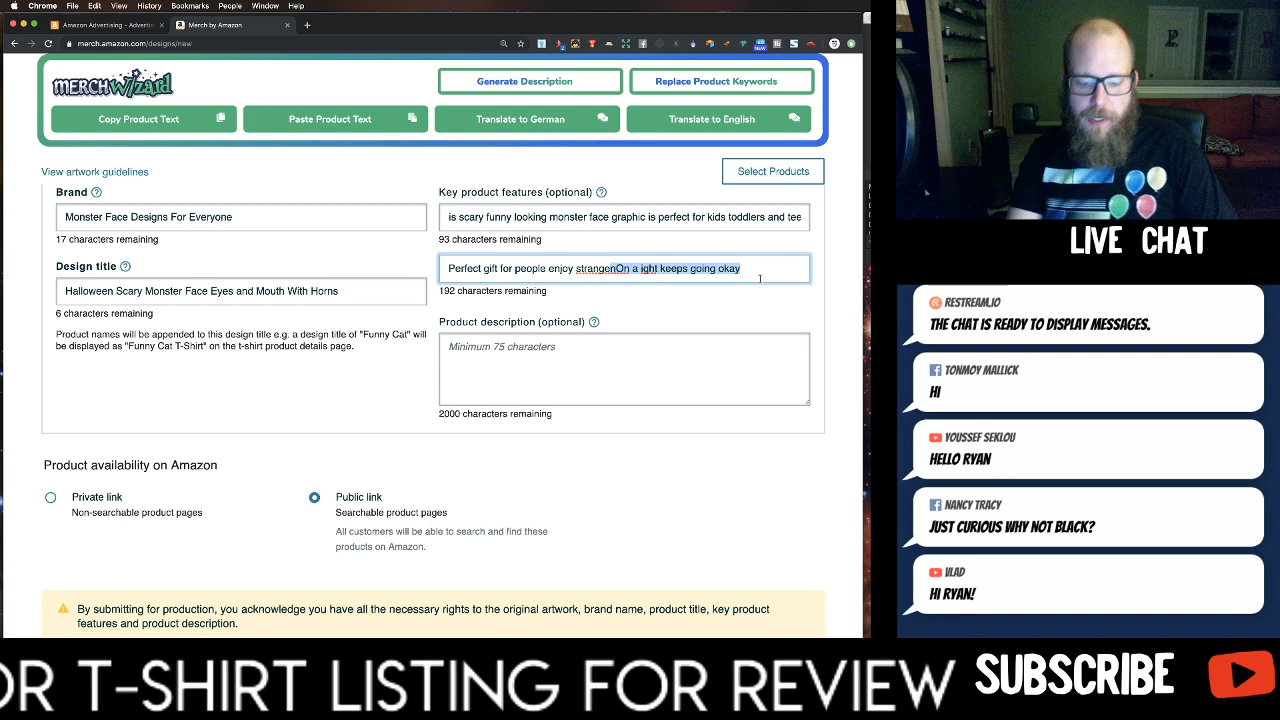 Chrome File Edit View History Bookmarks People Window Help
Amazon Advertising - Adverti
Merch by Amazon
merch.amazon.com/designs/new
MERCHWIZARD
Generate Description
Replace Product Keywords
Copy Product Text
Paste Product Text
Translate to German
Translate to English
View artwork guidelines
Select Products
Brand
Monster Face Designs For Everyone
17 characters remaining
Design title
Halloween Scary Monster Face Eyes and Mouth With Horns
6 characters remaining
Product names will be appended to this design title e.g. a design title of "Funny Cat" will
be displayed as "Funny Cat T-Shirt" on the t-shirt product details page.
Key product features (optional)
is scary funny looking monster face graphic is perfect for kids toddlers and tee
93 characters remaining
Perfect gift for people enjoy strangenOn a ight keeps going okay
192 characters remaining
Product description (optional)
Minimum 75 characters
2000 characters remaining
Product availability on Amazon
Private link
Non-searchable product pages
Public link
Searchable product pages
All customers will be able to search and find these
products on Amazon.
By submitting for production, you acknowledge you have all the necessary rights to the original artwork, brand name, product title, key product
features and product description.
LIVE CHAT
RESTREAM.IO
THE CHAT IS READY TO DISPLAY MESSAGES.
TONMOY MALLICK
HI
YOUSSEF SEKLOU
HELLO RYAN
NANCY TRACY
JUST CURIOUS WHY NOT BLACK?
VLAD
HI RYAN!
OR T-SHIRT LISTING FOR REVIEW
SUBSCRIBE